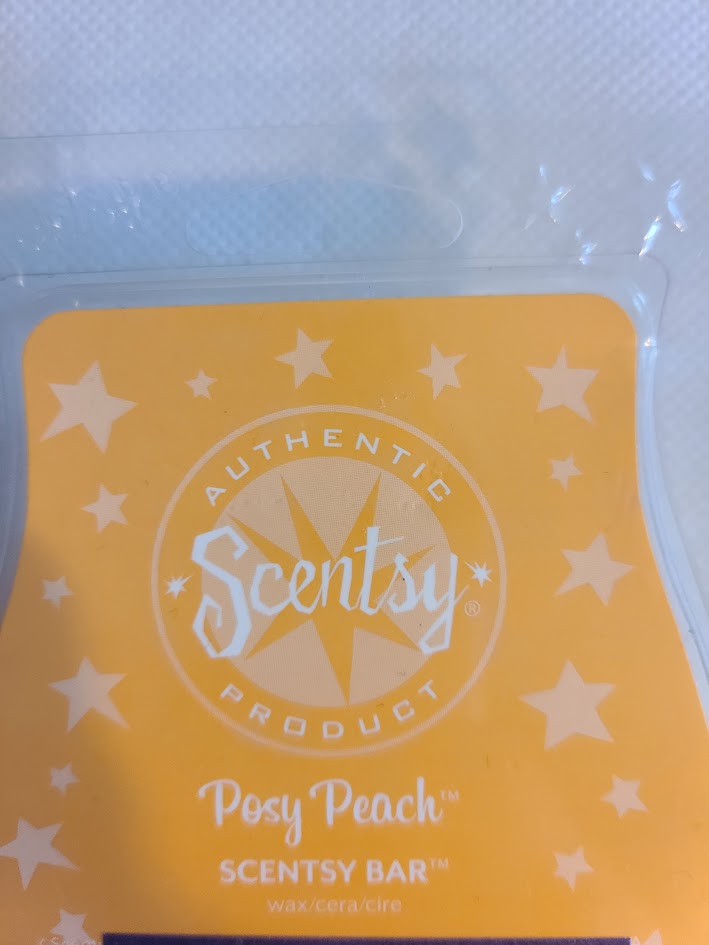 AUTHENTIC
Scentsy®
PRODUCT
Posy Peach™
SCENTSY BAR™
wax/cera/cire